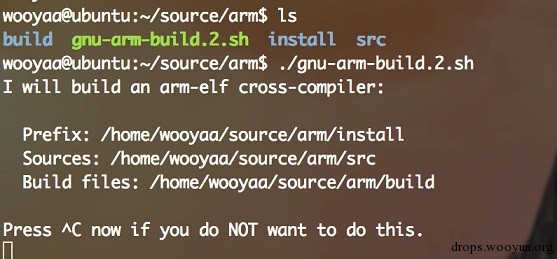 wooyaa@ubuntu:~/source/arm$ ls
build gnu-arm-build.2.sh install src
wooyaa@ubuntu:~/source/arm$ ./gnu-arm-build.2.sh
I will build an arm-elf cross-compiler:
Prefix: /home/wooyaa/source/arm/install
Sources: /home/wooyaa/source/arm/src
Build files: /home/wooyaa/source/arm/build
Press ^C now if you do NOT want to do this.
drops.wooyun.org